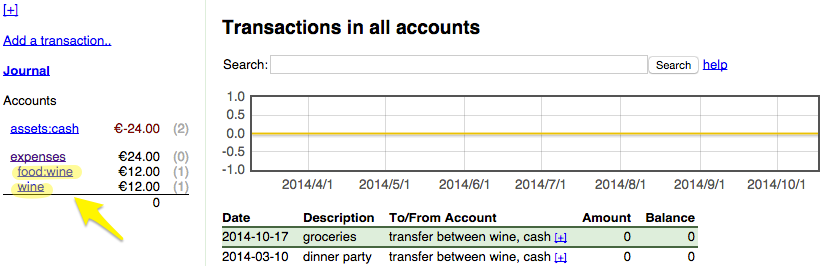 [+]
Add a transaction..
Journal
Accounts
assets:cash €-24.00 (2)
expenses €24.00 (0)
food:wine €12.00 (1)
wine €12.00 (1)
0
Transactions in all accounts
Search: Search help
1.0
0.5
0.0
-0.5
-1.0
2014/4/1 2014/5/1 2014/6/1 2014/7/1 2014/8/1 2014/9/1 2014/10/1
Date Description To/From Account Amount Balance
2014-10-17 groceries transfer between wine, cash [+] 0 0
2014-03-10 dinner party transfer between wine, cash [+] 0 0